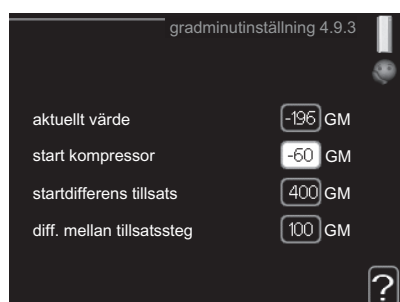 gradminutinställning 4.9.3
aktuellt värde -196 GM
start kompressor -60 GM
startdifferens tillsats 400 GM
diff. mellan tillsatssteg 100 GM
?